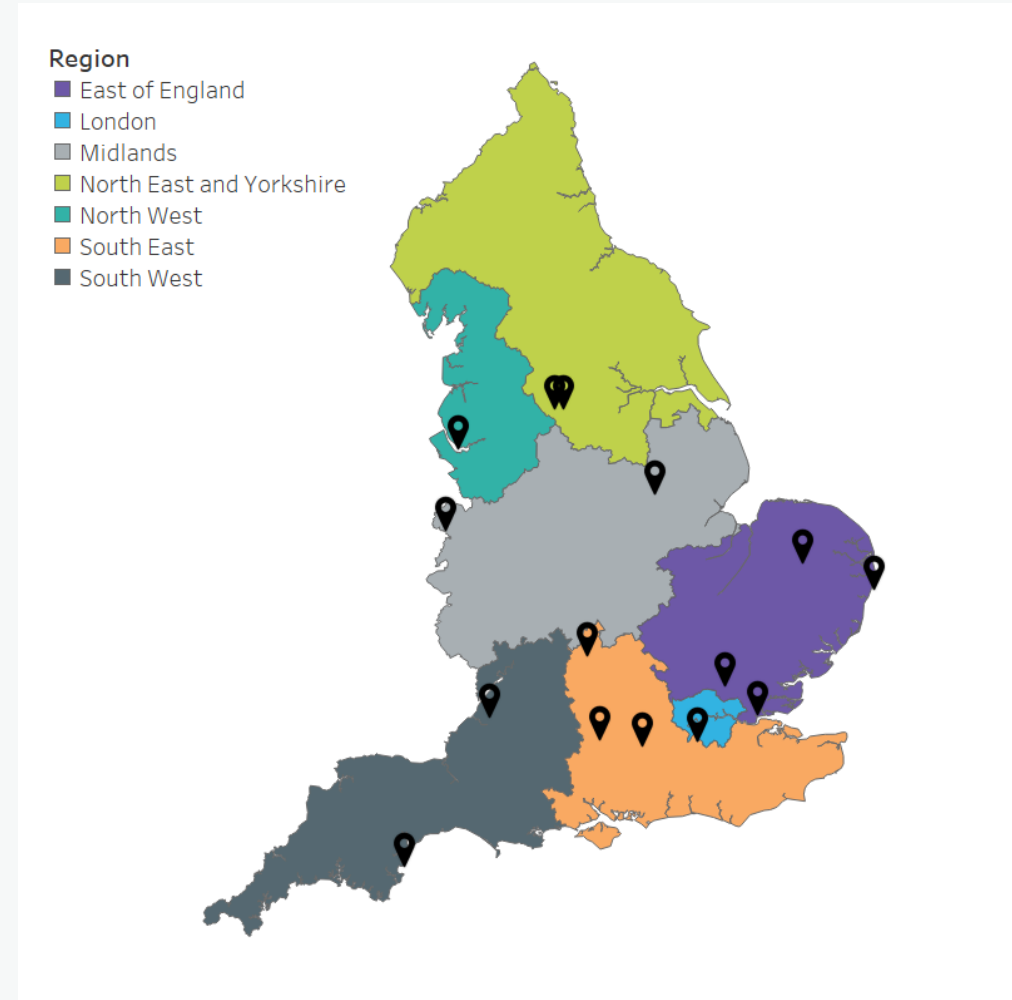 Region
East of England
London
Midlands
North East and Yorkshire
North West
South East
South West